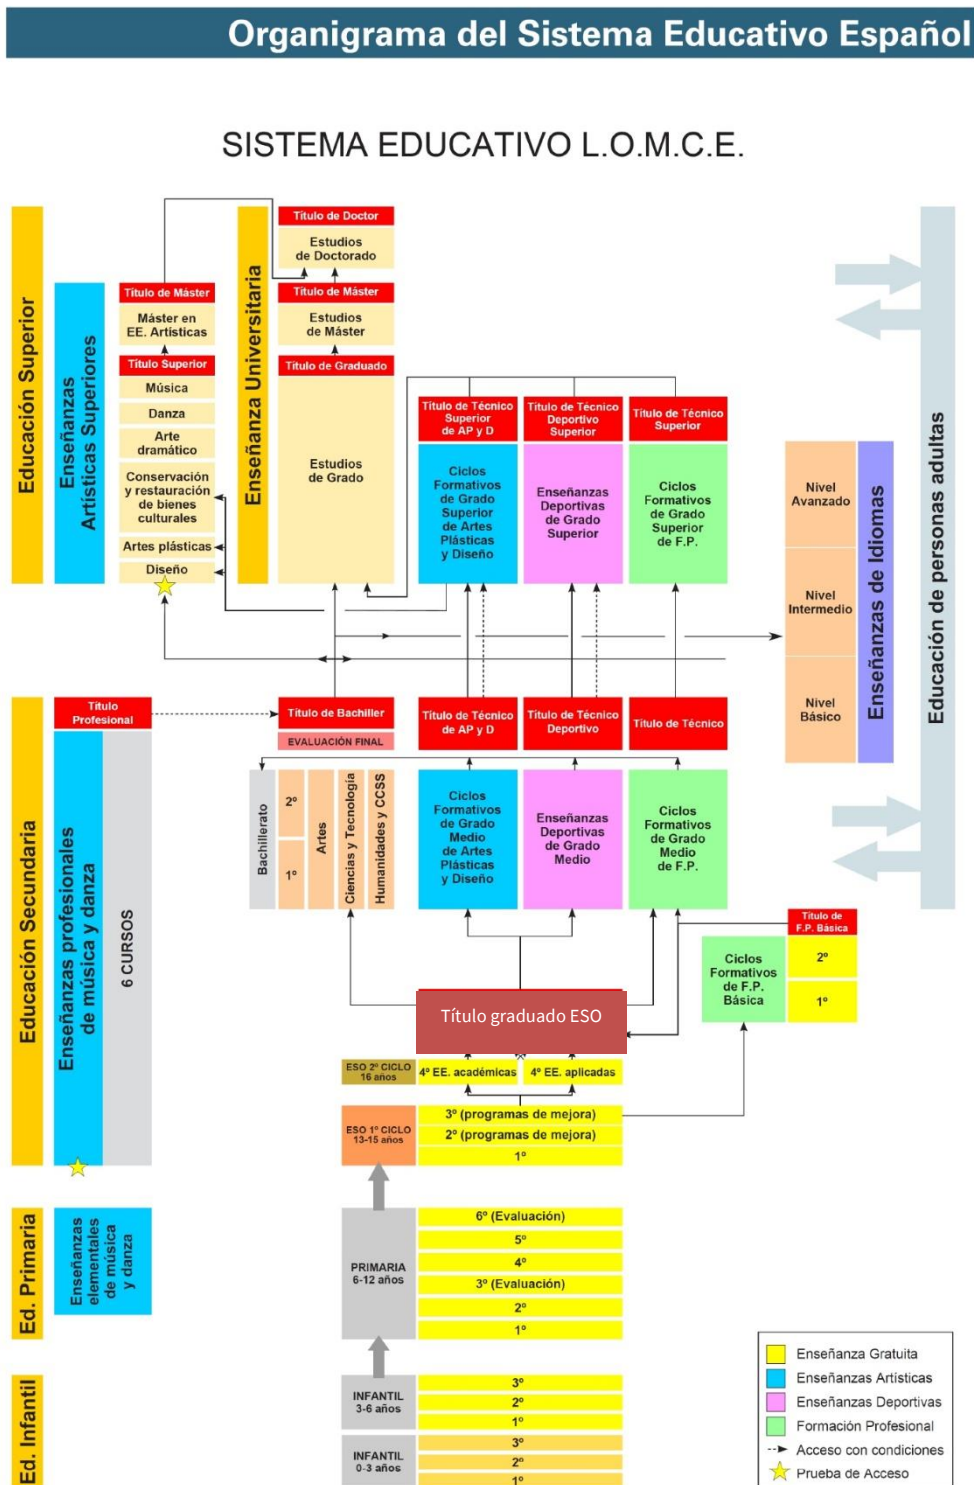 Organigrama del Sistema Educativo Español
SISTEMA EDUCATIVO L.O.M.C.E.
Educación Superior
Enseñanzas
Artísticas Superiores
Título de Máster
Máster en
EE. Artísticas
Título Superior
Música
Danza
Arte
dramático
Conservación
y restauración
de bienes
culturales
Artes plásticas
Diseño
Enseñanza Universitaria
Título de Doctor
Estudios
de Doctorado
Título de Máster
Estudios
de Máster
Título de Graduado
Estudios
de Grado
Título de Técnico
Superior
de AP y D
Ciclos
Formativos
de Grado
Superior
de Artes
Plásticas
y Diseño
Título de Técnico
Deportivo
Superior
Enseñanzas
Deportivas
de Grado
Superior
Título de Técnico
Superior
Ciclos
Formativos
de Grado
Superior
de F.P.
Nivel
Avanzado
Nivel
Intermedio
Nivel
Básico
Enseñanzas de Idiomas
Educación de personas adultas
Educación Secundaria
Título
Profesional
Enseñanzas profesionales
de música y danza
6 CURSOS
Título de Bachiller
EVALUACIÓN FINAL
Bachillerato
2º
1º
Artes
Ciencias y Tecnología
Humanidades y CCSS
Título de Técnico
de AP y D
Ciclos
Formativos
de Grado
Medio
de Artes
Plásticas
y Diseño
Título de Técnico
Deportivo
Enseñanzas
Deportivas
de Grado
Medio
Título de Técnico
Ciclos
Formativos
de Grado
Medio
de F.P.
Título de
F.P. Básica
Ciclos
Formativos
de F.P.
Básica
2º
1º
Título graduado ESO
ESO 2º CICLO
16 años
4º EE. académicas
4º EE. aplicadas
ESO 1º CICLO
13-15 años
3º (programas de mejora)
2º (programas de mejora)
1º
Ed. Primaria
Enseñanzas
elementales
de música
y danza
PRIMARIA
6-12 años
6º (Evaluación)
5º
4º
3º (Evaluación)
2º
1º
Ed. Infantil
INFANTIL
3-6 años
3º
2º
1º
INFANTIL
0-3 años
3º
2º
1º
Enseñanza Gratuita
Enseñanzas Artísticas
Enseñanzas Deportivas
Formación Profesional
Acceso con condiciones
Prueba de Acceso